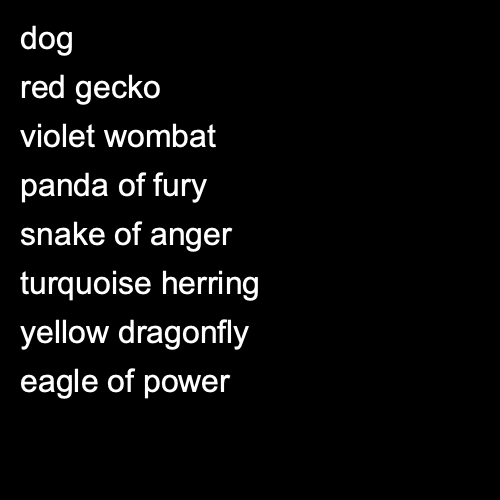 dog
red gecko
violet wombat
panda of fury
snake of anger
turquoise herring
yellow dragonfly
eagle of power